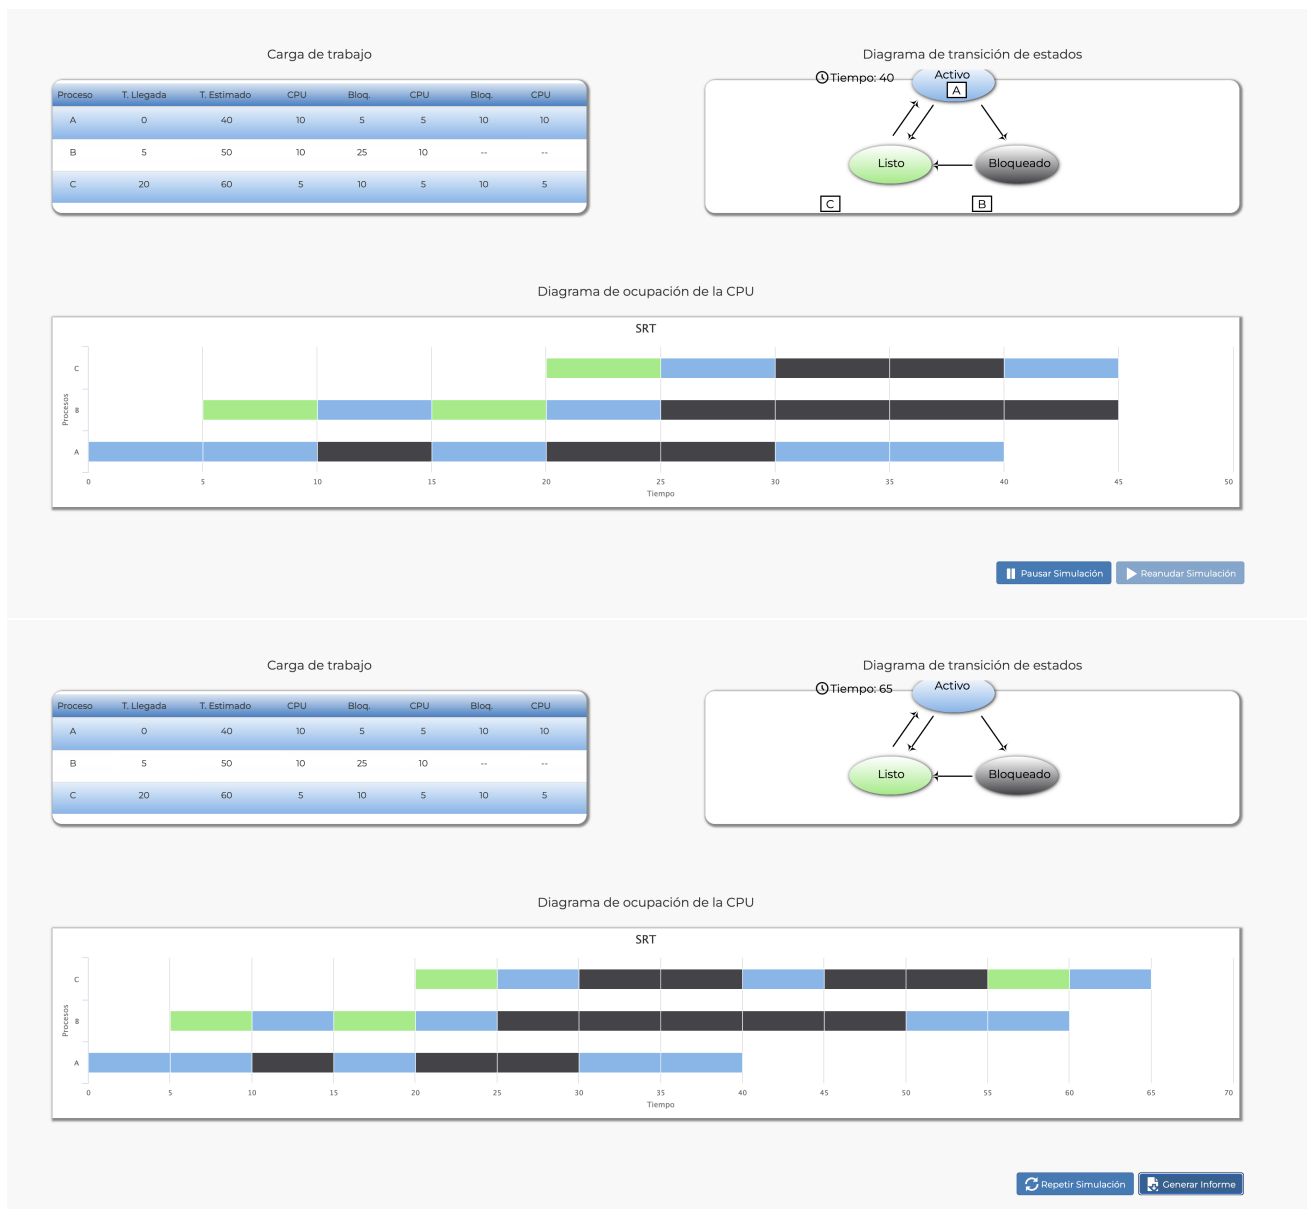 Carga de trabajo
Proceso T. Llegada T. Estimado CPU Bloq. CPU Bloq. CPU
A 0 40 10 5 5 10 10
B 5 50 10 25 10 -- --
C 20 60 5 10 5 10 5
Diagrama de transición de estados
Tiempo: 40
Activo
A
Listo
Bloqueado
C
B
Diagrama de ocupación de la CPU
SRT
Procesos
C
B
A
0 5 10 15 20 25 30 35 40 45 50
Tiempo
Pausar Simulación
Reanudar Simulación
Carga de trabajo
Proceso T. Llegada T. Estimado CPU Bloq. CPU Bloq. CPU
A 0 40 10 5 5 10 10
B 5 50 10 25 10 -- --
C 20 60 5 10 5 10 5
Diagrama de transición de estados
Tiempo: 65
Activo
Listo
Bloqueado
Diagrama de ocupación de la CPU
SRT
Procesos
C
B
A
0 5 10 15 20 25 30 35 40 45 50 55 60 65 70
Tiempo
Repetir Simulación
Generar Informe